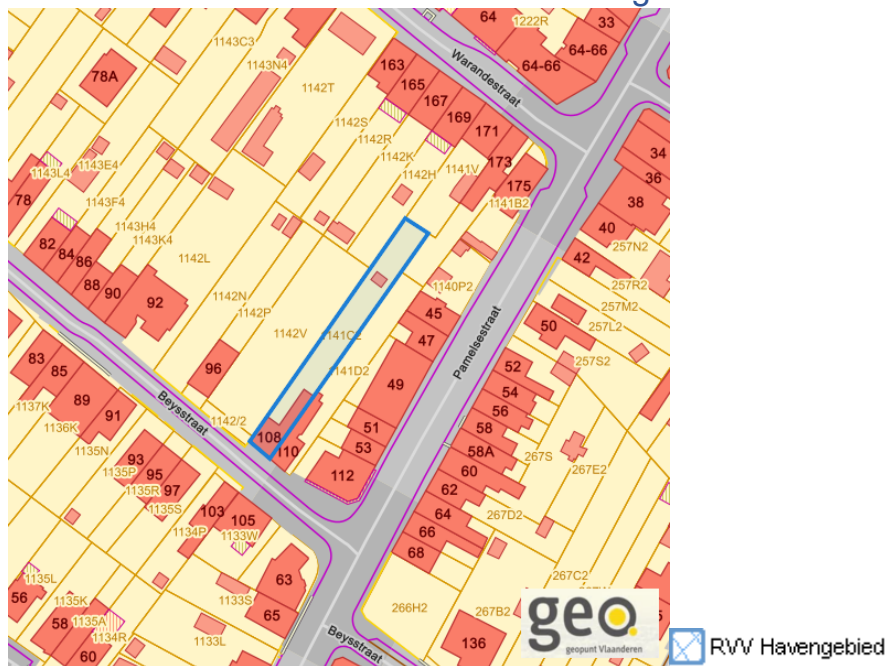 64
1222R
33
64-66
64-66
1143C3
Warandestraat
163
1143N4
78A
165
1142T
167
169
1142S
171
34
1142R
173
36
1142K
1143L4
1143E4
1142H
1141V
175
38
78
1143F4
1141B2
40
257N2
82
84
1143H4
86
1143K4
42
1142L
257R2
88
1140P2
90
92
1142N
45
257M2
1142P
50
257L2
47
1142V
1141C2
Pamelsestraat
83
257S2
85
96
52
1141D2
49
54
1137K
89
Beysstraat
56
1136K
91
1142/2
51
58
108
53
58A
267S
1135N
110
93
60
267E2
1135P
95
112
1135R
97
62
1135S
103
105
64
267D2
1134P
1133W
66
68
1135L
63
267C2
56
1135K
1133S
1135A
58
65
266H2
267B2
1134R
1133L
60
Beysstraat
136
geo
geopunt Vlaanderen
RVV Havengebied